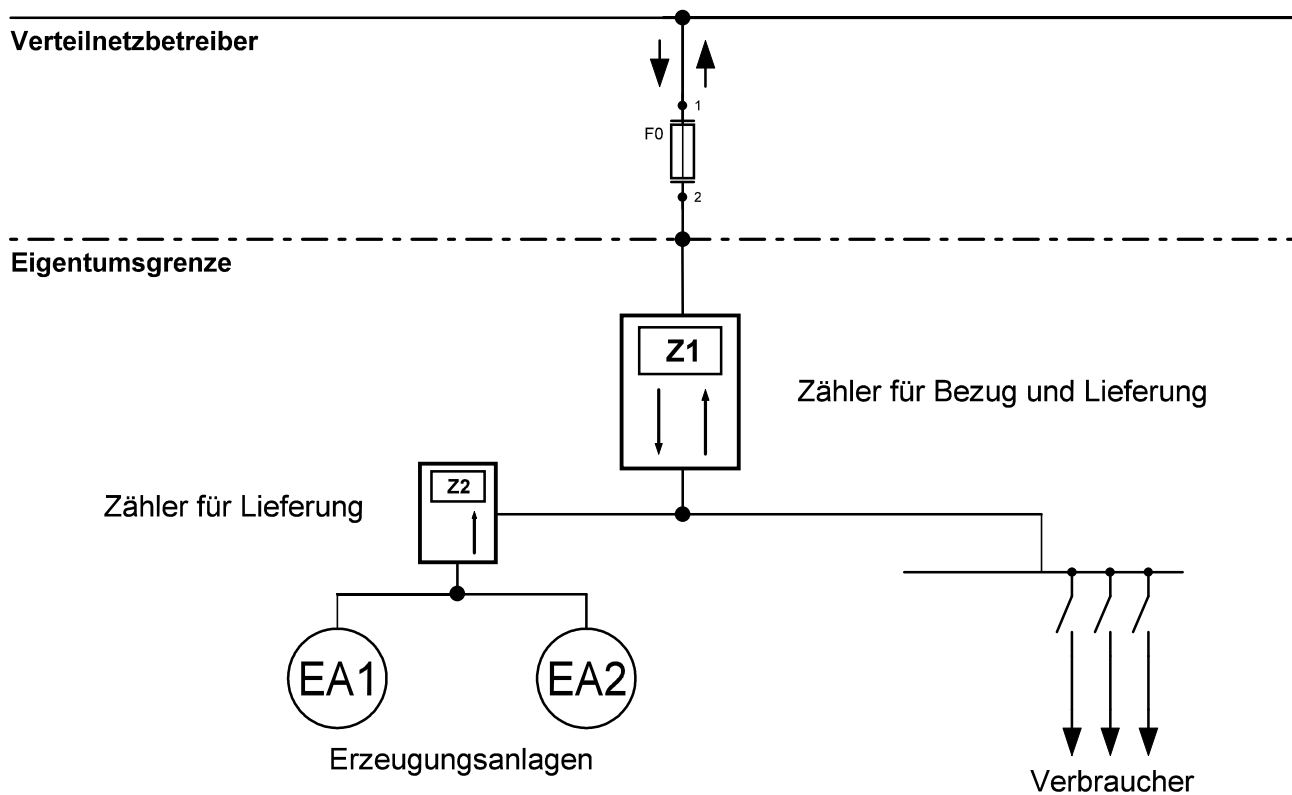 Verteilnetzbetreiber
1
F0
2
Eigentumsgrenze
Z1
Zähler für Bezug und Lieferung
Z2
Zähler für Lieferung
EA1
EA2
Erzeugungsanlagen
Verbraucher